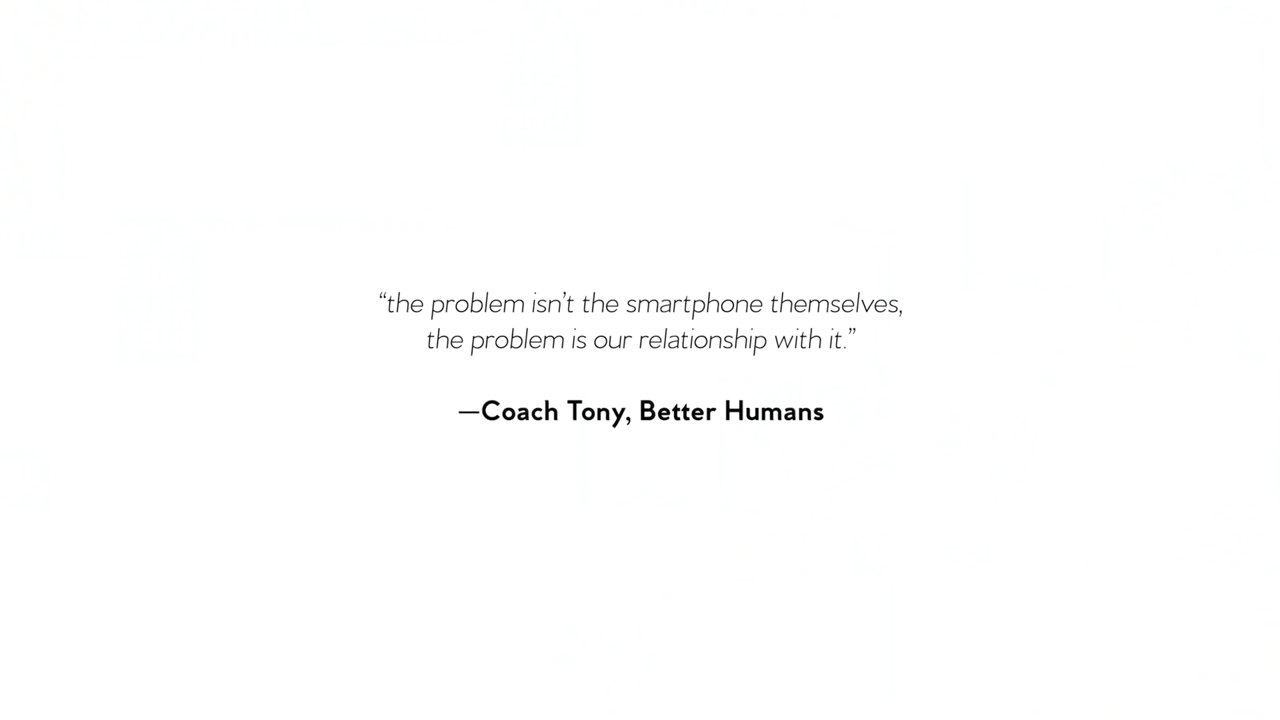 “the problem isn’t the smartphone themselves,
the problem is our relationship with it.”
—Coach Tony, Better Humans